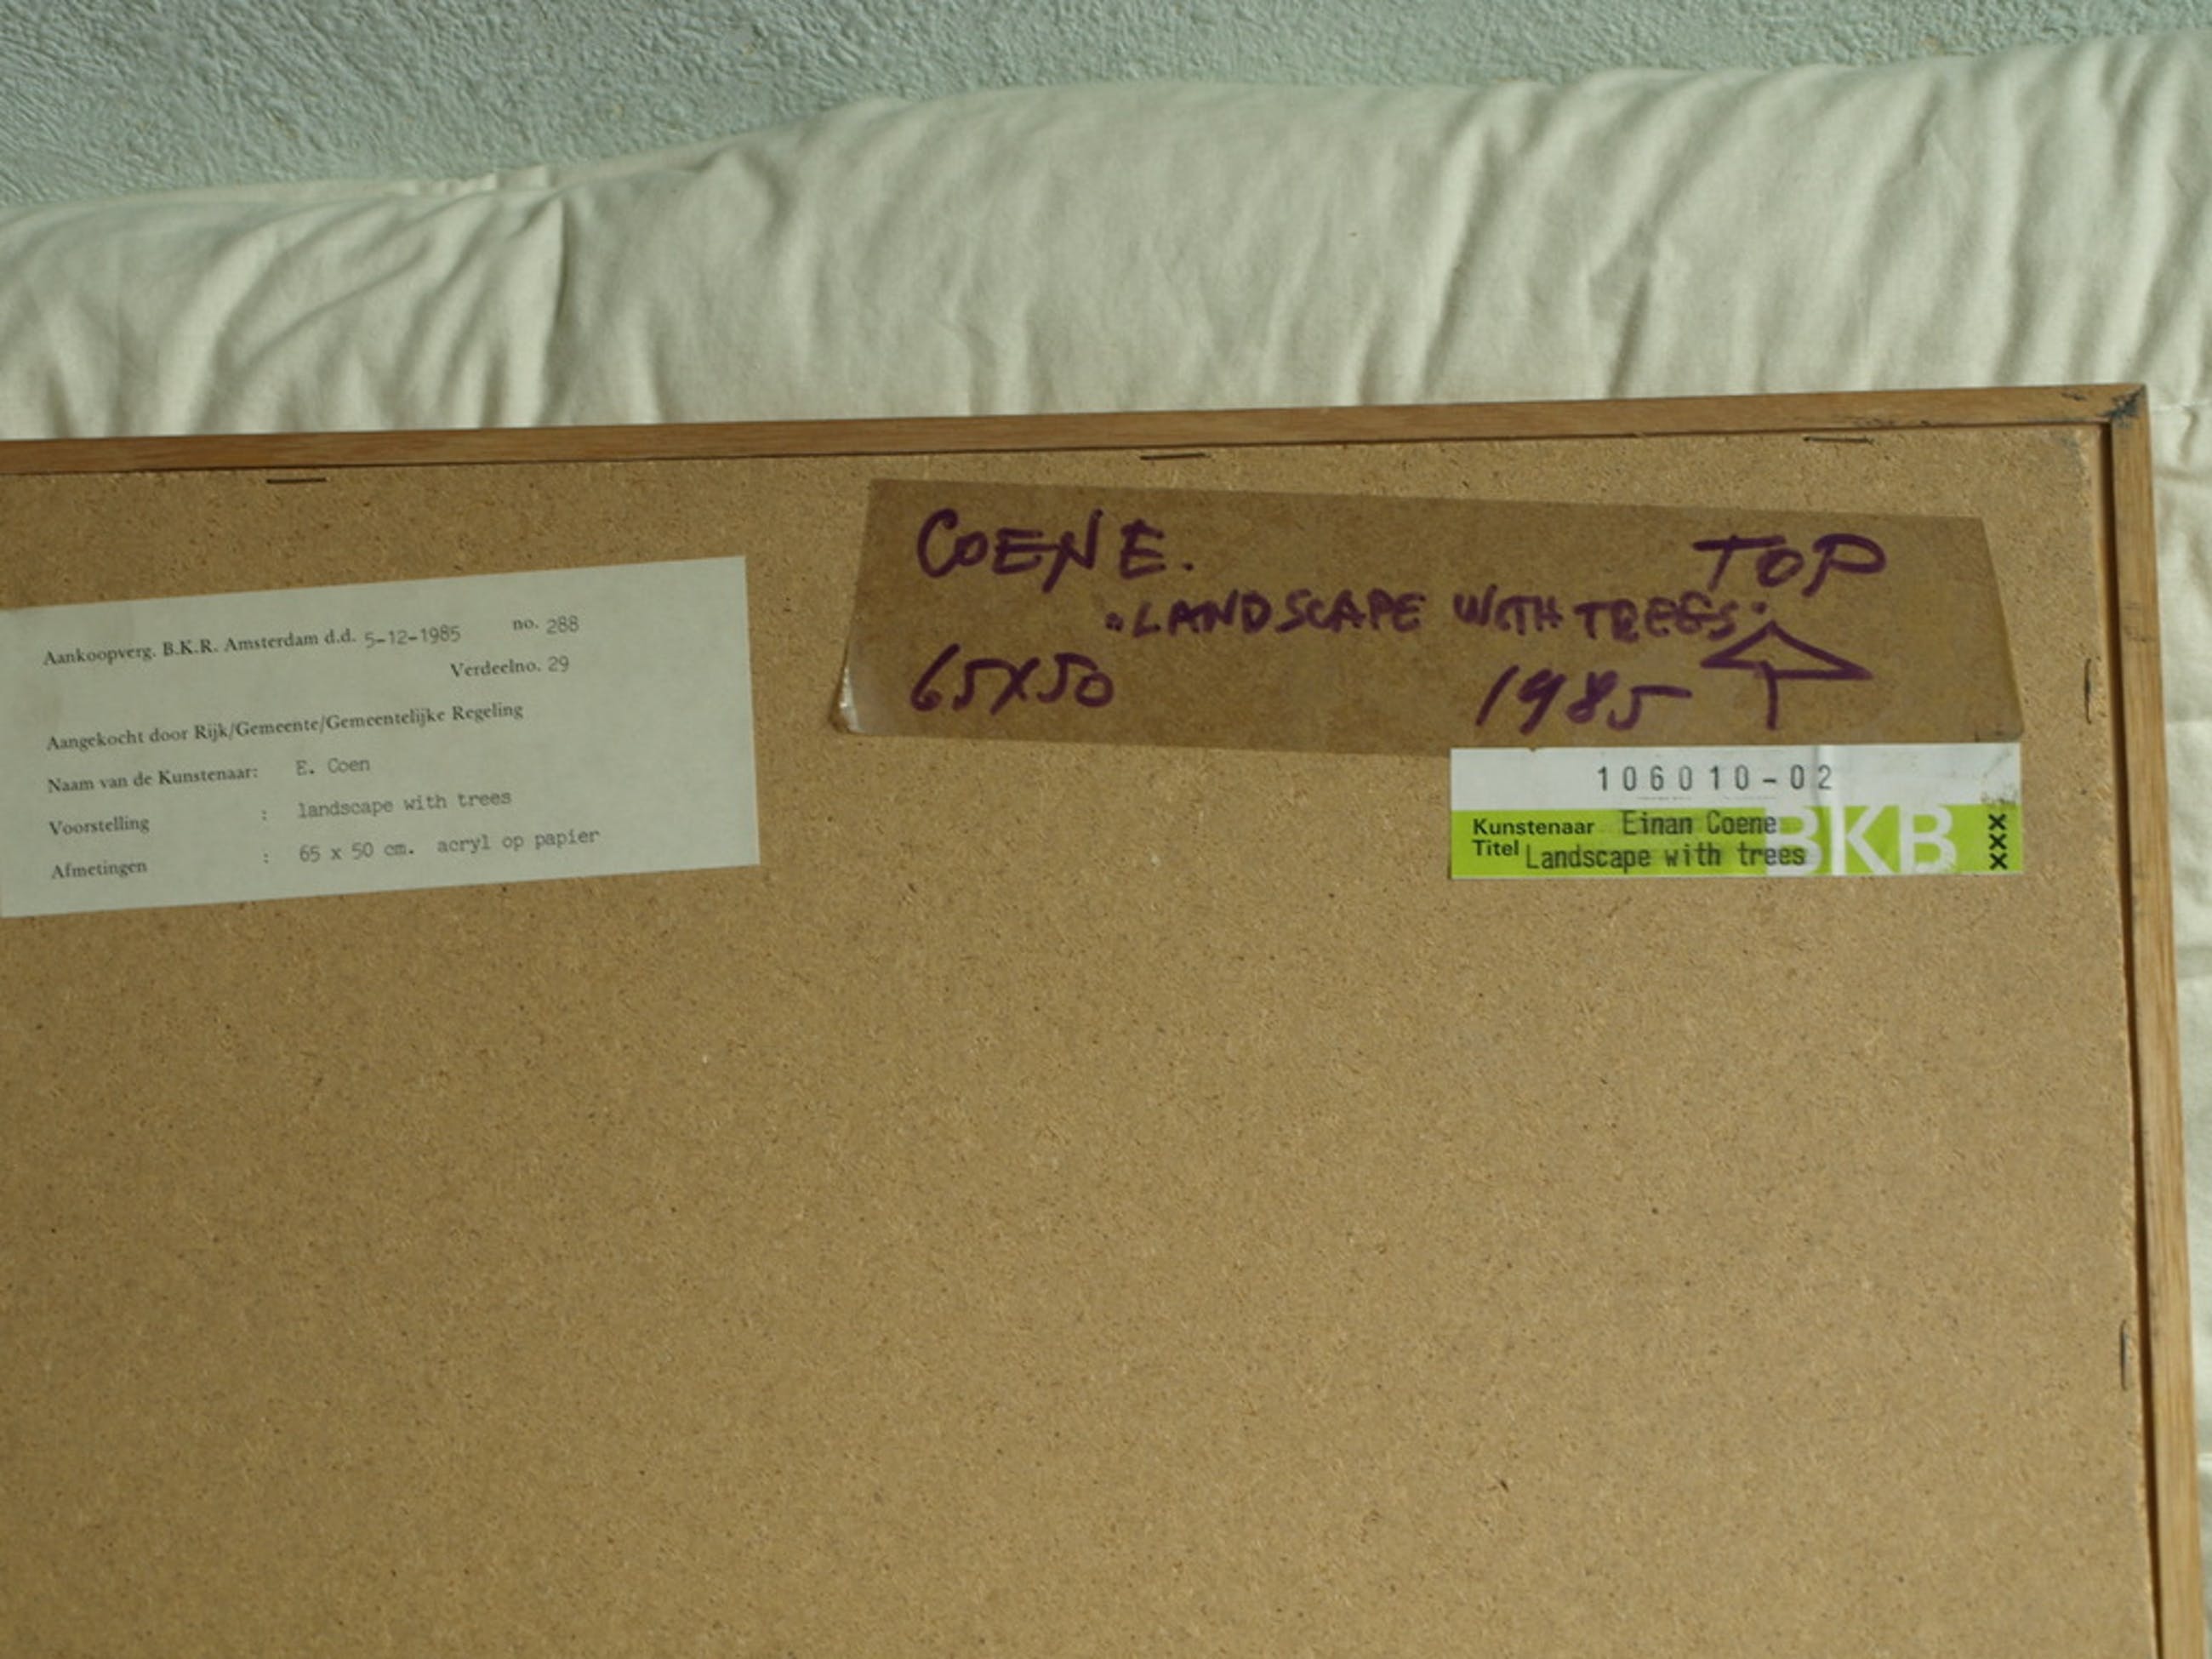 Aankoopverg. B.K.R. Amsterdam d.d. 5-12-1985 no. 288
Verdeelno. 29
Aangekocht door Rijk/Gemeente/Gemeentelijke Regeling
Naam van de Kunstenaar: E. Coen
Voorstelling : landscape with trees
Afmetingen : 65 x 50 cm. acryl op papier
COENE. TOP
"LANDSCAPE WITH TREES"
65X50 1985
106010-02
Kunstenaar Einan Coene
Titel Landscape with trees
BKB
XXX